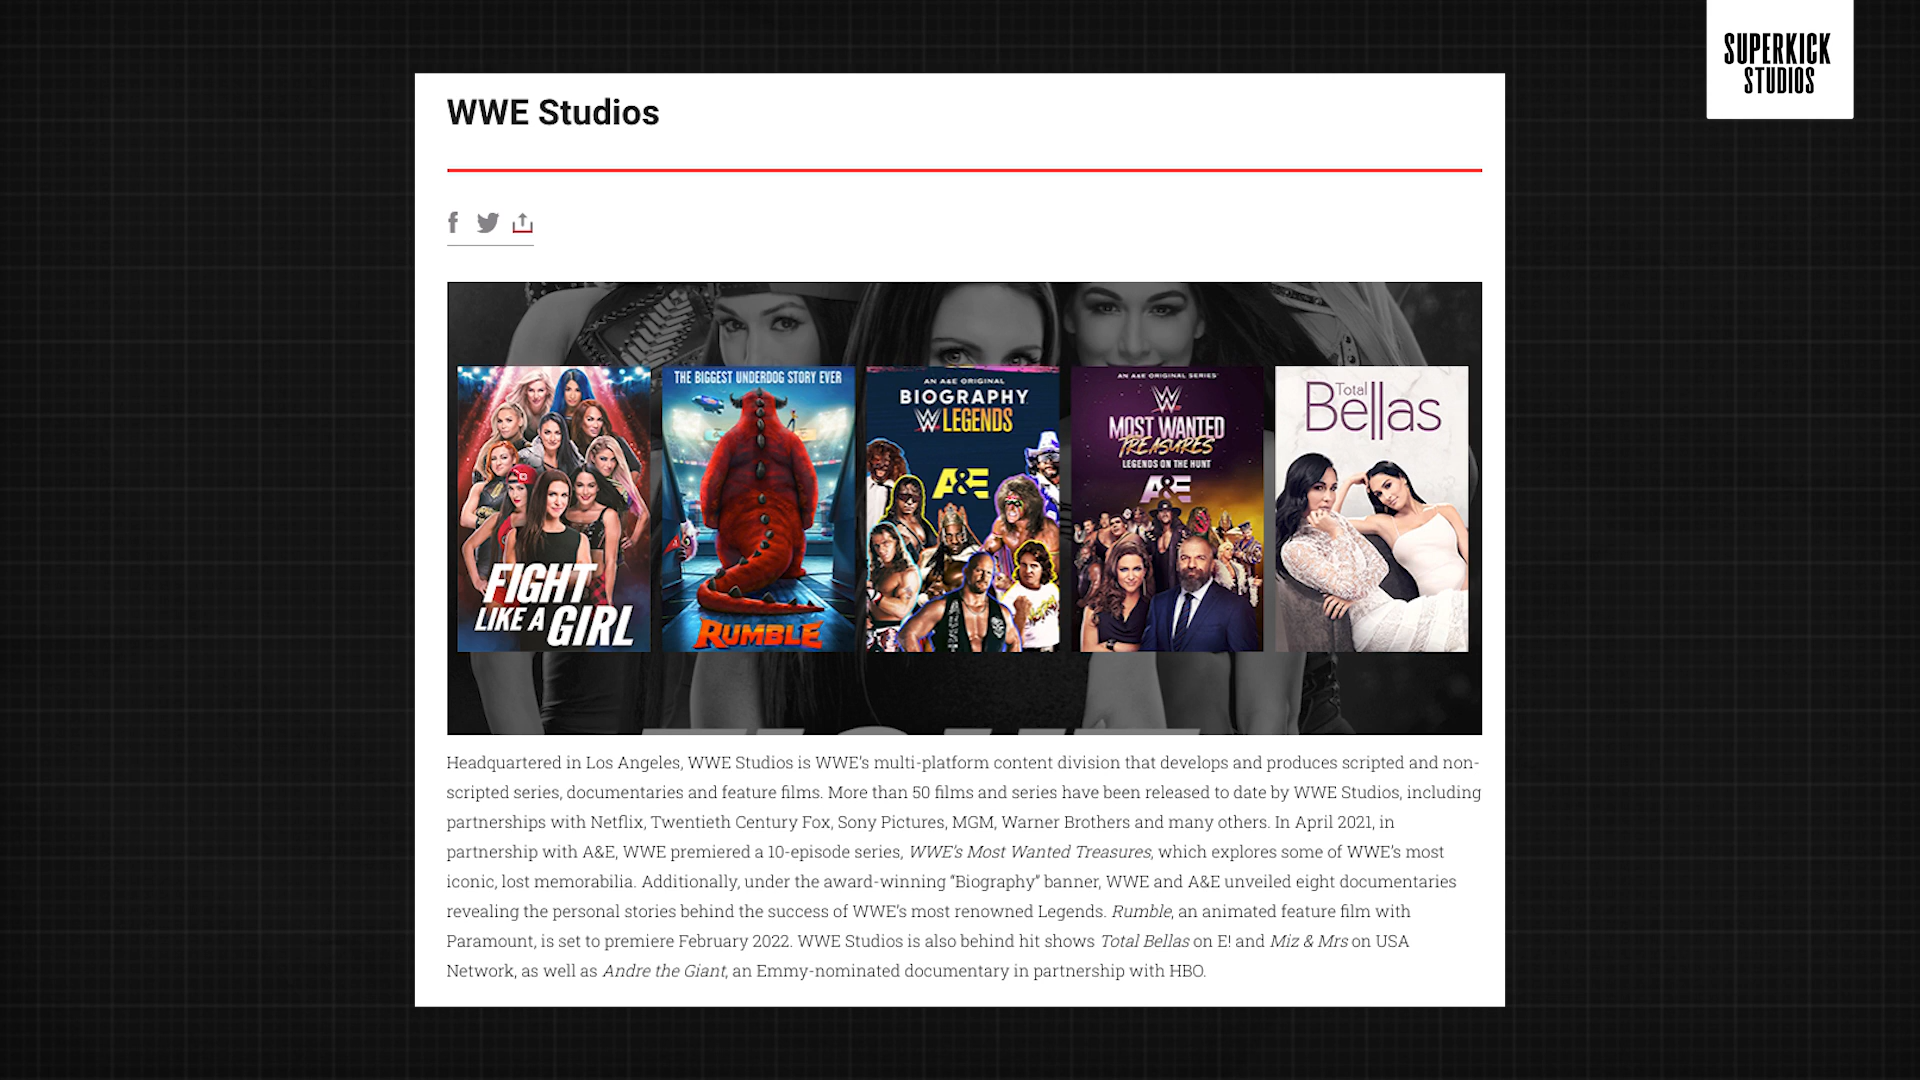 SUPERKICK
STUDIOS
WWE Studios
THE BIGGEST UNDERDOG STORY EVER
FIGHT
LIKE A GIRL
RUMBLE
AN A&E ORIGINAL
BIOGRAPHY
W LEGENDS
A&E
AN A&E ORIGINAL SERIES
W
MOST WANTED
TREASURES
LEGENDS ON THE HUNT
A&E
Total
Bellas
Headquartered in Los Angeles, WWE Studios is WWE's multi-platform content division that develops and produces scripted and non-
scripted series, documentaries and feature films. More than 50 films and series have been released to date by WWE Studios, including
partnerships with Netflix, Twentieth Century Fox, Sony Pictures, MGM, Warner Brothers and many others. In April 2021, in
partnership with A&E, WWE premiered a 10-episode series, WWE's Most Wanted Treasures, which explores some of WWE's most
iconic, lost memorabilia. Additionally, under the award-winning “Biography” banner, WWE and A&E unveiled eight documentaries
revealing the personal stories behind the success of WWE's most renowned Legends. Rumble, an animated feature film with
Paramount, is set to premiere February 2022. WWE Studios is also behind hit shows Total Bellas on E! and Miz & Mrs on USA
Network, as well as Andre the Giant, an Emmy-nominated documentary in partnership with HBO.